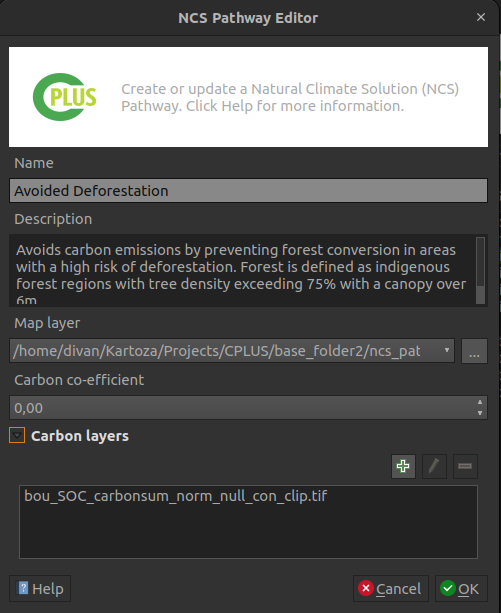 NCS Pathway Editor
CPLUS
Create or update a Natural Climate Solution (NCS)
Pathway. Click Help for more information.
Name
Avoided Deforestation
Description
Avoids carbon emissions by preventing forest conversion in areas
with a high risk of deforestation. Forest is defined as indigenous
forest regions with tree density exceeding 75% with a canopy over
6m
Map layer
/home/divan/Kartoza/Projects/CPLUS/base_folder2/ncs_pat
...
Carbon co-efficient
0,00
Carbon layers
bou_SOC_carbonsum_norm_null_con_clip.tif
Help
Cancel
OK